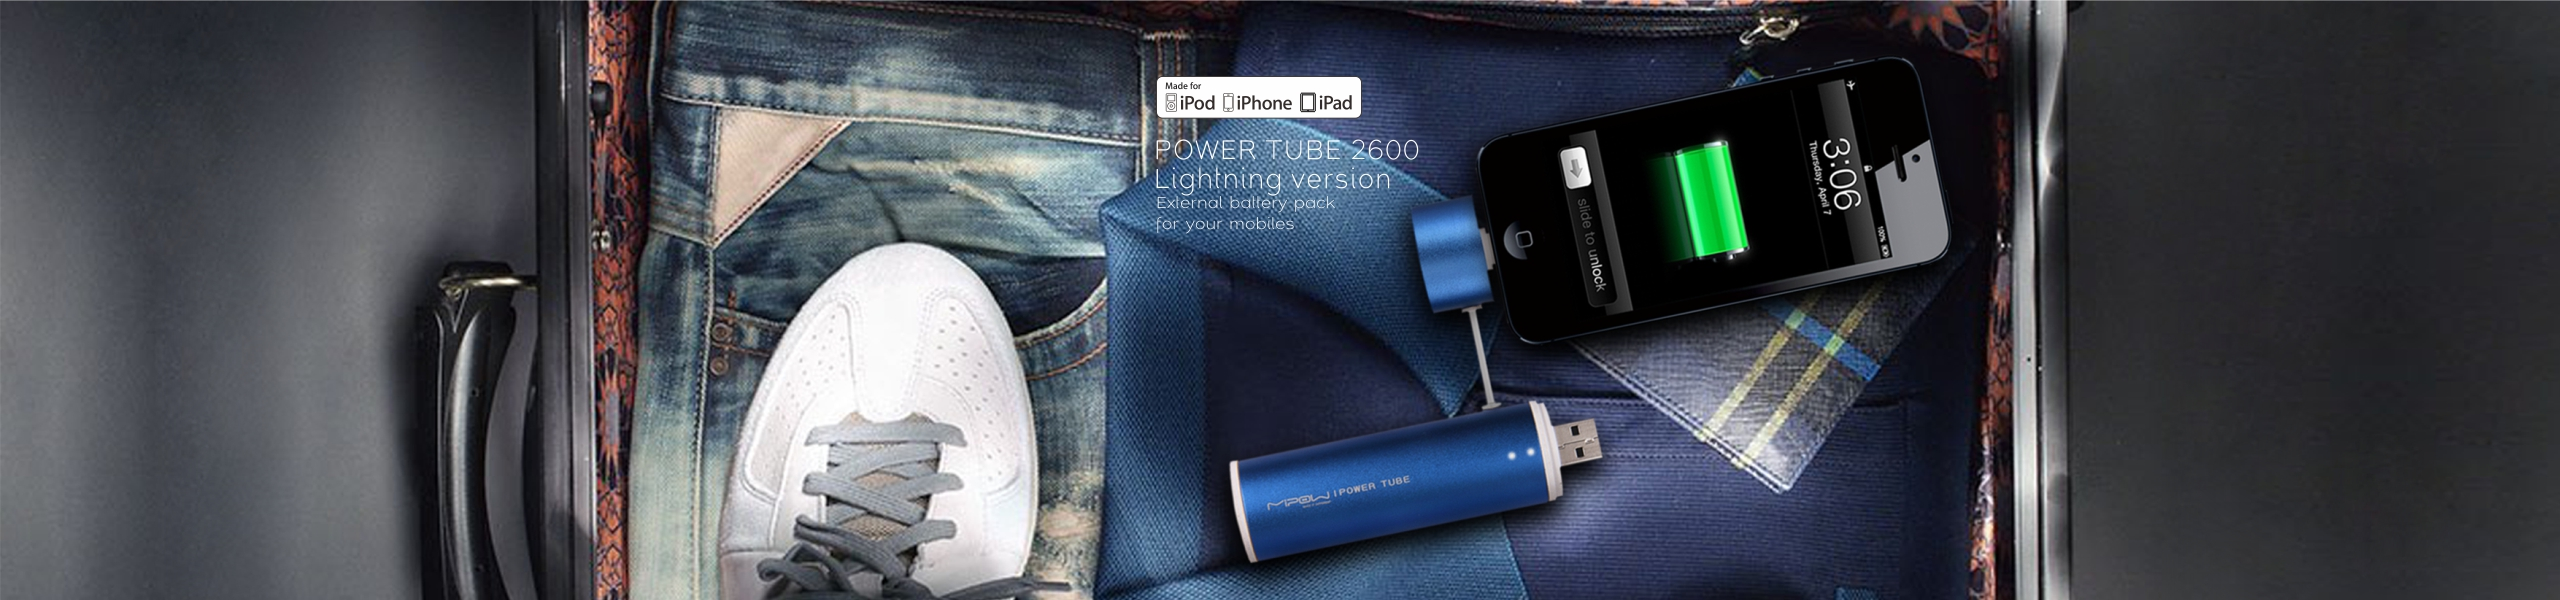 Made for
iPod iPhone iPad
POWER TUBE 2600
Lightning version
External battery pack
for your mobiles
3:06
Thursday, April 7
100%
slide to unlock
MIPOW | POWER TUBE